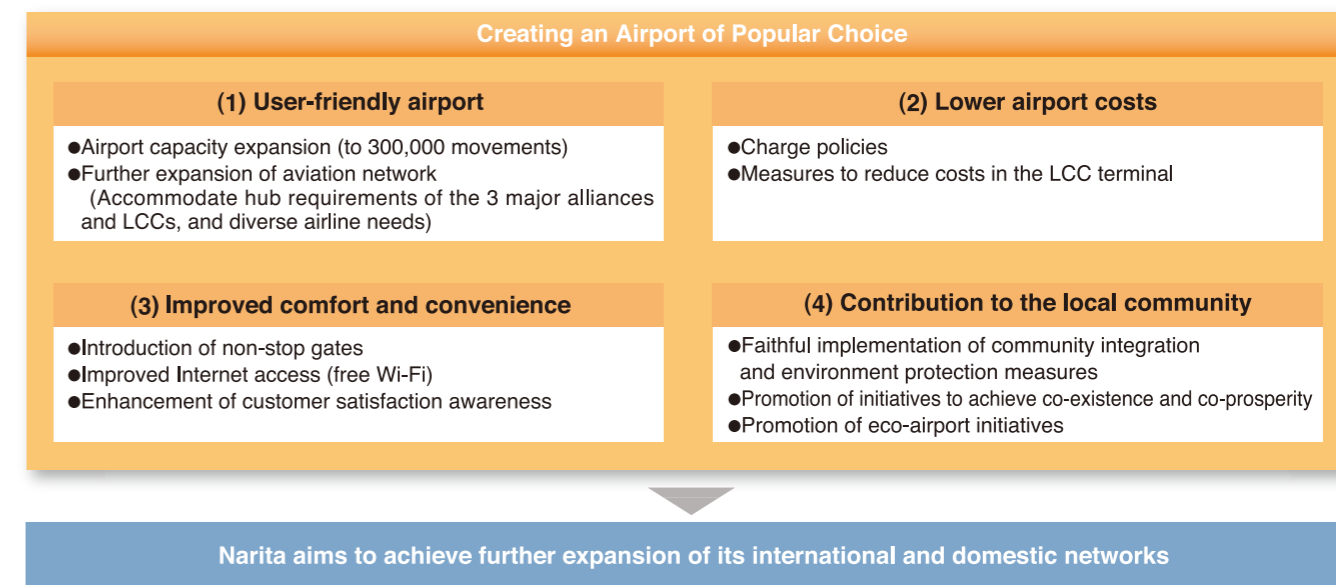 Creating an Airport of Popular Choice
(1) User-friendly airport
●Airport capacity expansion (to 300,000 movements)
●Further expansion of aviation network
(Accommodate hub requirements of the 3 major alliances
and LCCs, and diverse airline needs)
(2) Lower airport costs
●Charge policies
●Measures to reduce costs in the LCC terminal
(3) Improved comfort and convenience
●Introduction of non-stop gates
●Improved Internet access (free Wi-Fi)
●Enhancement of customer satisfaction awareness
(4) Contribution to the local community
●Faithful implementation of community integration
and environment protection measures
●Promotion of initiatives to achieve co-existence and co-prosperity
●Promotion of eco-airport initiatives
Narita aims to achieve further expansion of its international and domestic networks